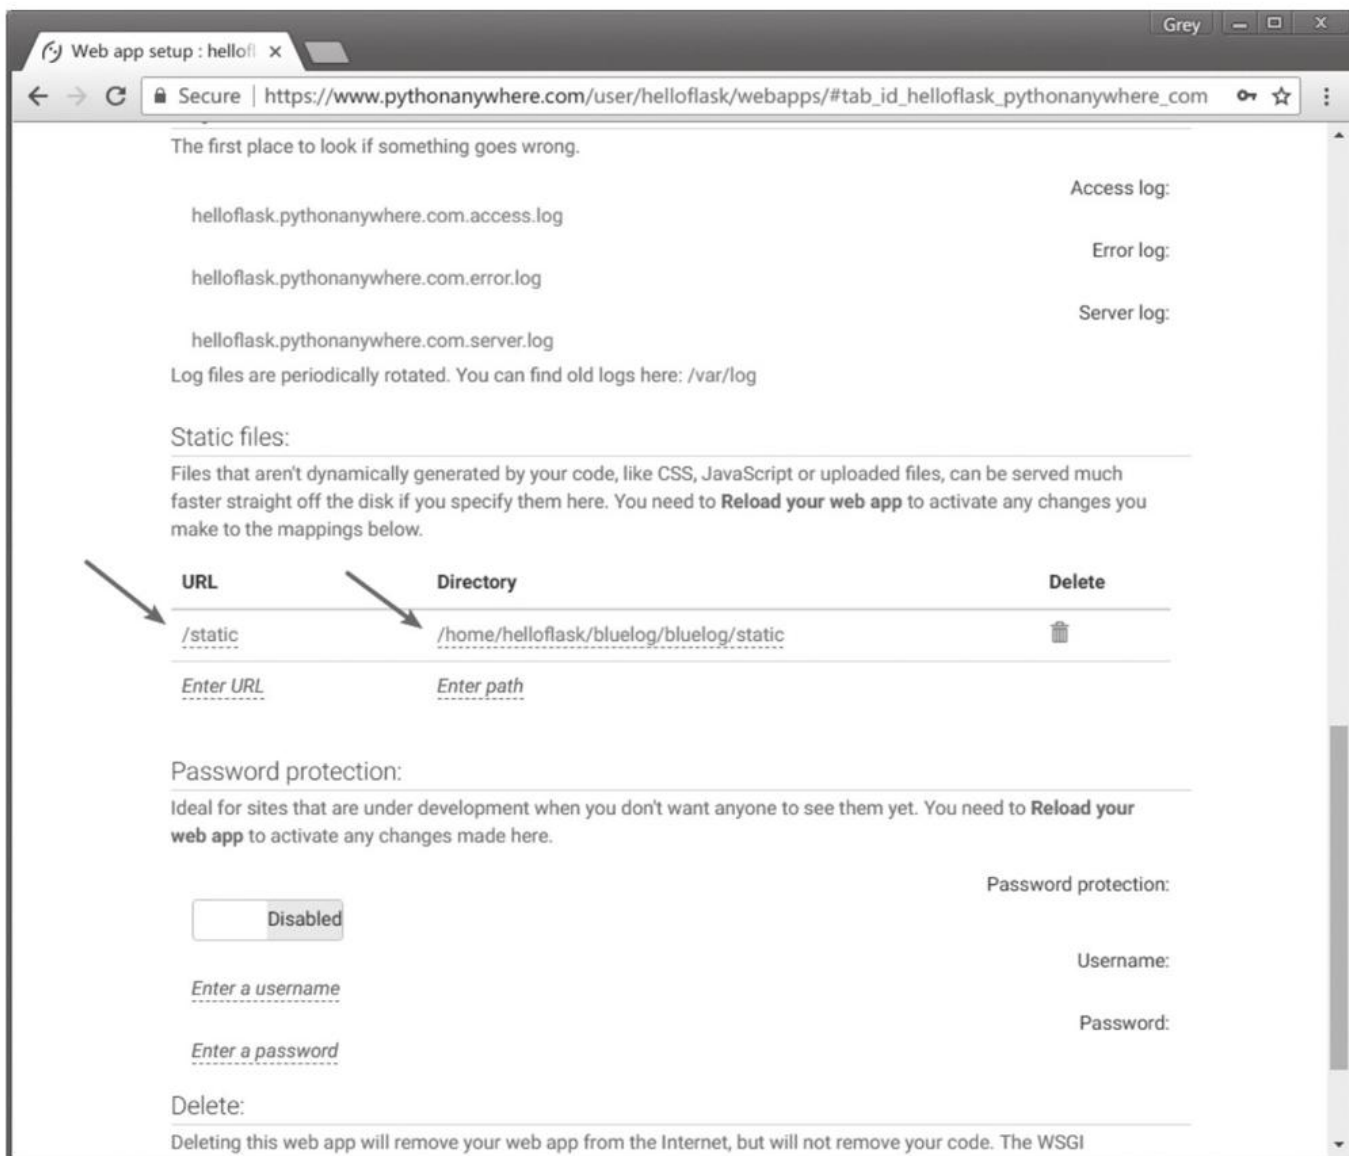 Grey
Web app setup : hellofl
Secure | https://www.pythonanywhere.com/user/helloflask/webapps/#tab_id_helloflask_pythonanywhere_com
The first place to look if something goes wrong.
Access log:
helloflask.pythonanywhere.com.access.log
Error log:
helloflask.pythonanywhere.com.error.log
Server log:
helloflask.pythonanywhere.com.server.log
Log files are periodically rotated. You can find old logs here: /var/log
Static files:
Files that aren't dynamically generated by your code, like CSS, JavaScript or uploaded files, can be served much
faster straight off the disk if you specify them here. You need to Reload your web app to activate any changes you
make to the mappings below.
URL Directory Delete
/static /home/helloflask/bluelog/bluelog/static
Enter URL Enter path
Password protection:
Ideal for sites that are under development when you don't want anyone to see them yet. You need to Reload your
web app to activate any changes made here.
Password protection:
Disabled
Username:
Enter a username
Password:
Enter a password
Delete:
Deleting this web app will remove your web app from the Internet, but will not remove your code. The WSGI